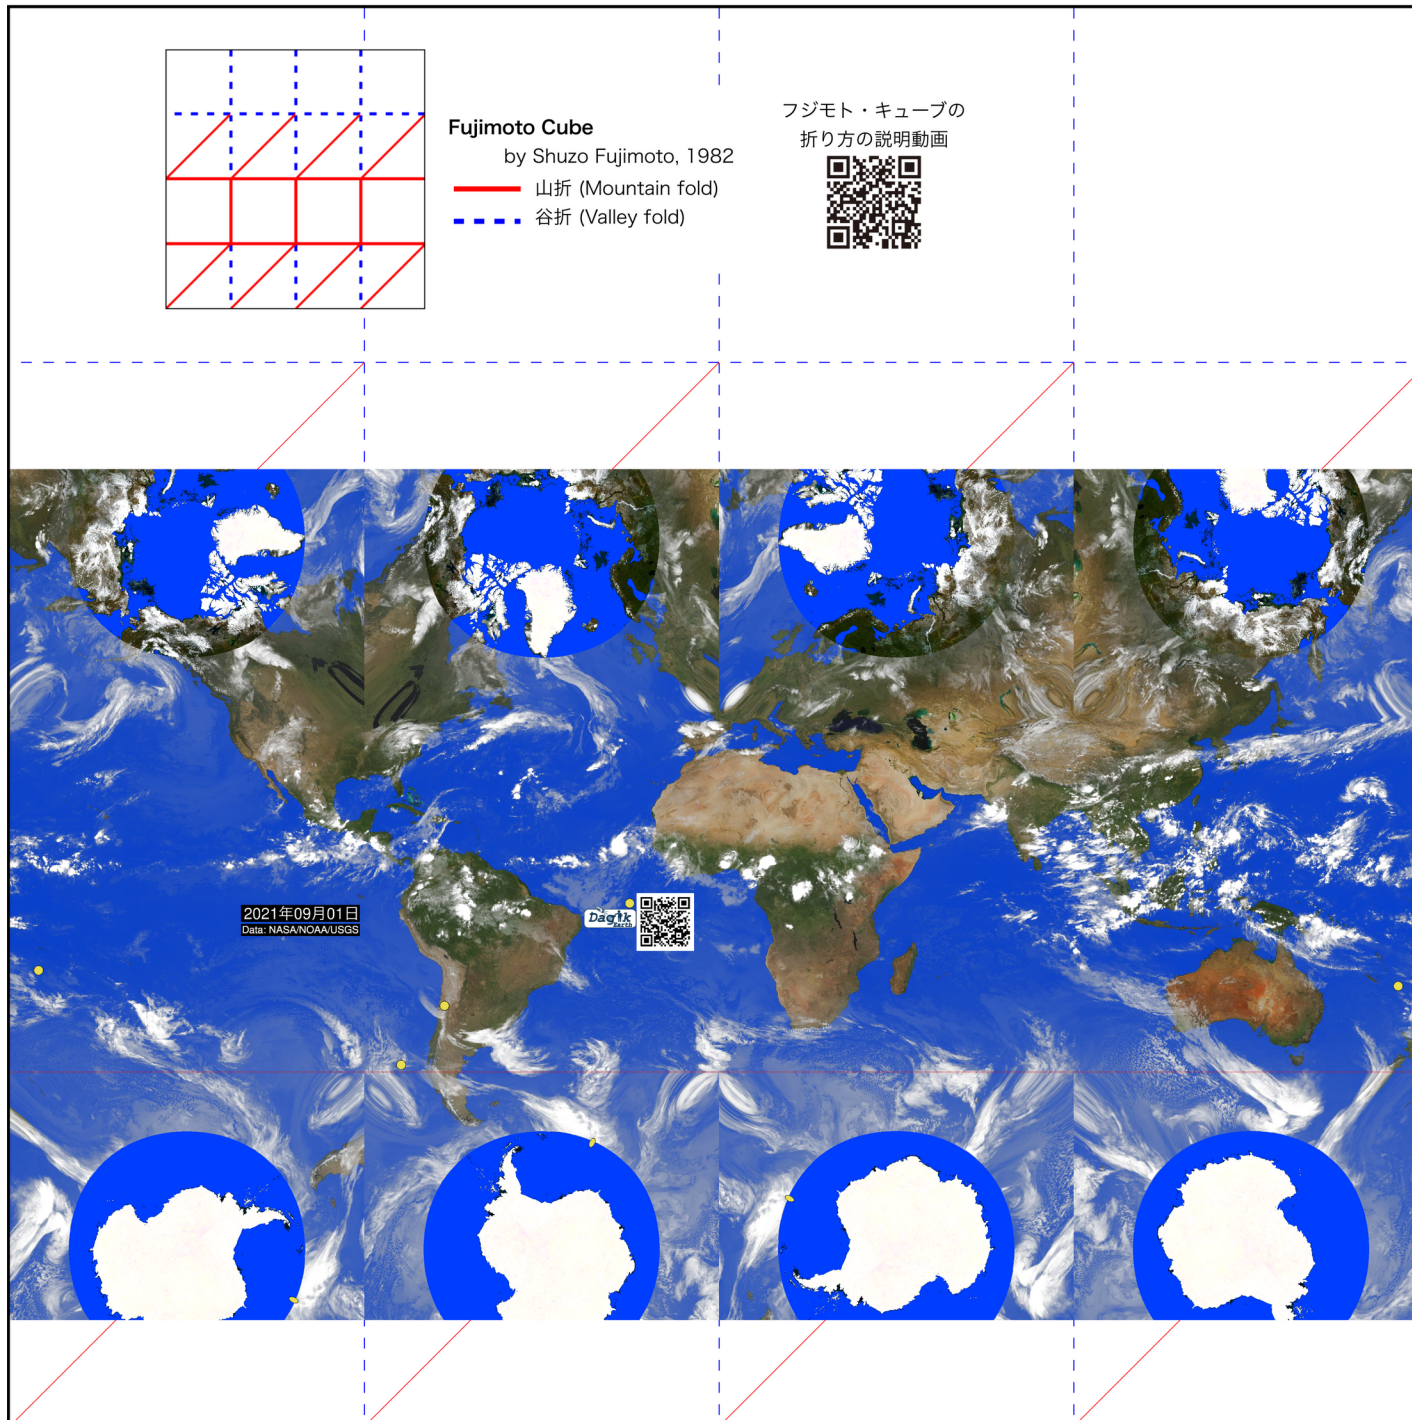 Fujimoto Cube
by Shuzo Fujimoto, 1982
山折 (Mountain fold)
谷折 (Valley fold)
フジモト・キューブの
折り方の説明動画
2021年09月01日
Data: NASA/NOAA/USGS
Dagik
Earth